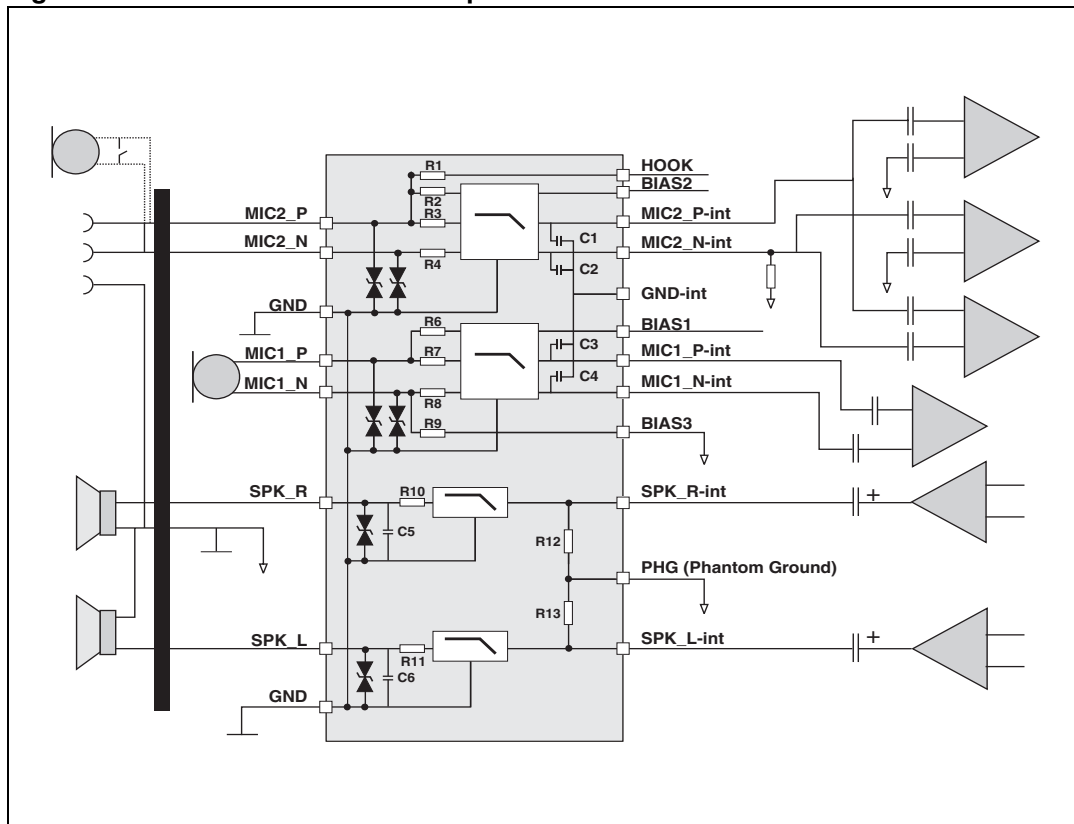 R1
HOOK
R2
BIAS2
MIC2_P
R3
MIC2_P-int
C1
MIC2_N
R4
MIC2_N-int
C2
GND-int
GND
R6
BIAS1
MIC1_P
R7
C3
MIC1_P-int
MIC1_N
R8
C4
MIC1_N-int
R9
BIAS3
SPK_R
R10
SPK_R-int
+
C5
R12
PHG (Phantom Ground)
R13
SPK_L
R11
SPK_L-int
+
C6
GND